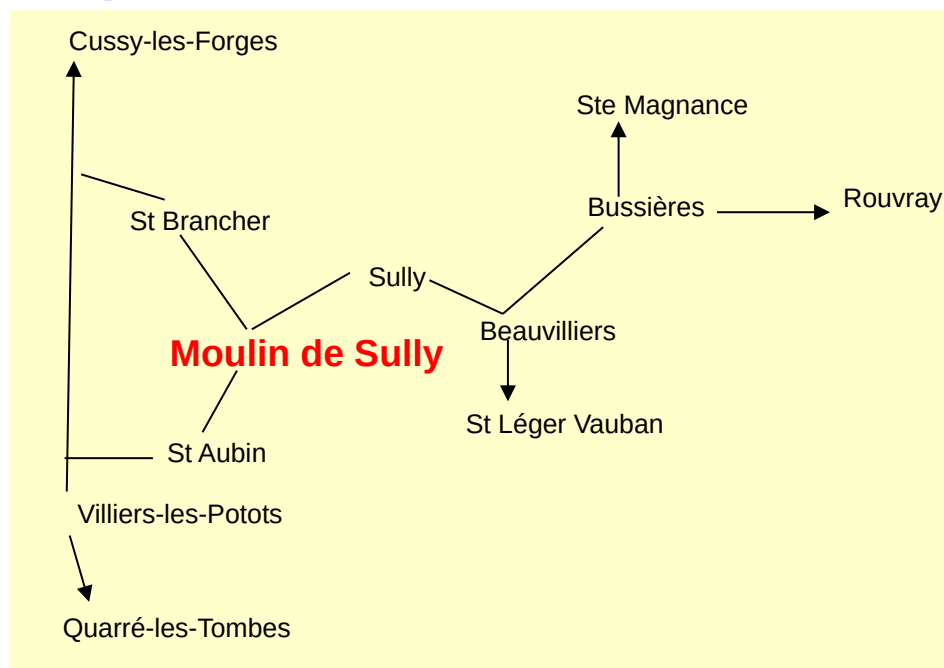 Cussy-les-Forges
Ste Magnance
Rouvray
Bussières
St Brancher
Sully
Beauvilliers
Moulin de Sully
St Léger Vauban
St Aubin
Villiers-les-Potots
Quarré-les-Tombes